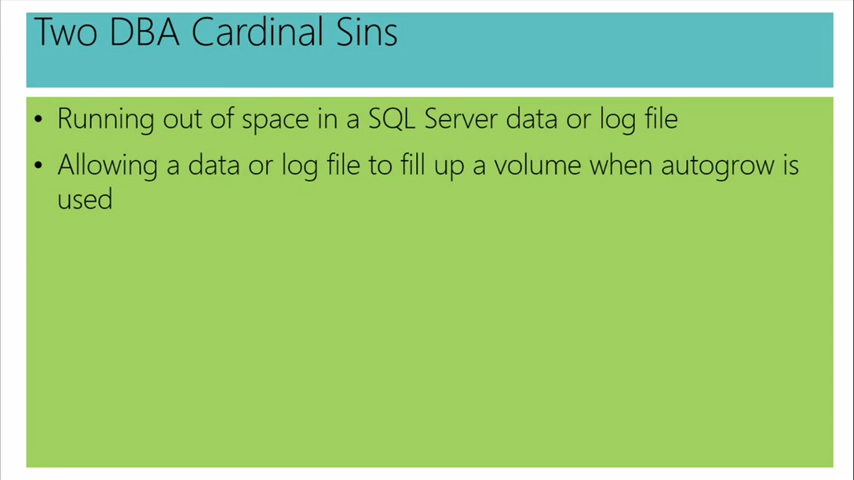 Two DBA Cardinal Sins
• Running out of space in a SQL Server data or log file
• Allowing a data or log file to fill up a volume when autogrow is
used